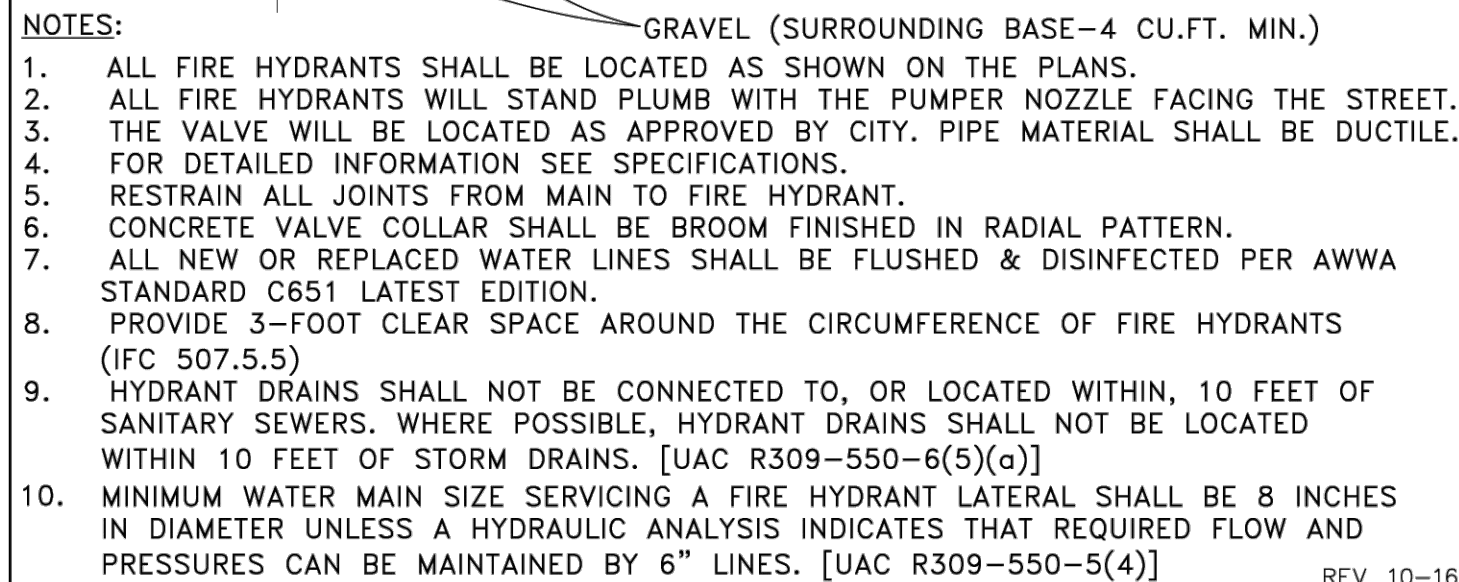 GRAVEL (SURROUNDING BASE-4 CU.FT. MIN.)
NOTES:
1. ALL FIRE HYDRANTS SHALL BE LOCATED AS SHOWN ON THE PLANS.
2. ALL FIRE HYDRANTS WILL STAND PLUMB WITH THE PUMPER NOZZLE FACING THE STREET.
3. THE VALVE WILL BE LOCATED AS APPROVED BY CITY. PIPE MATERIAL SHALL BE DUCTILE.
4. FOR DETAILED INFORMATION SEE SPECIFICATIONS.
5. RESTRAIN ALL JOINTS FROM MAIN TO FIRE HYDRANT.
6. CONCRETE VALVE COLLAR SHALL BE BROOM FINISHED IN RADIAL PATTERN.
7. ALL NEW OR REPLACED WATER LINES SHALL BE FLUSHED & DISINFECTED PER AWWA
STANDARD C651 LATEST EDITION.
8. PROVIDE 3-FOOT CLEAR SPACE AROUND THE CIRCUMFERENCE OF FIRE HYDRANTS
(IFC 507.5.5)
9. HYDRANT DRAINS SHALL NOT BE CONNECTED TO, OR LOCATED WITHIN, 10 FEET OF
SANITARY SEWERS. WHERE POSSIBLE, HYDRANT DRAINS SHALL NOT BE LOCATED
WITHIN 10 FEET OF STORM DRAINS. [UAC R309-550-6(5)(a)]
10. MINIMUM WATER MAIN SIZE SERVICING A FIRE HYDRANT LATERAL SHALL BE 8 INCHES
IN DIAMETER UNLESS A HYDRAULIC ANALYSIS INDICATES THAT REQUIRED FLOW AND
PRESSURES CAN BE MAINTAINED BY 6" LINES. [UAC R309-550-5(4)]
REV. 10-16